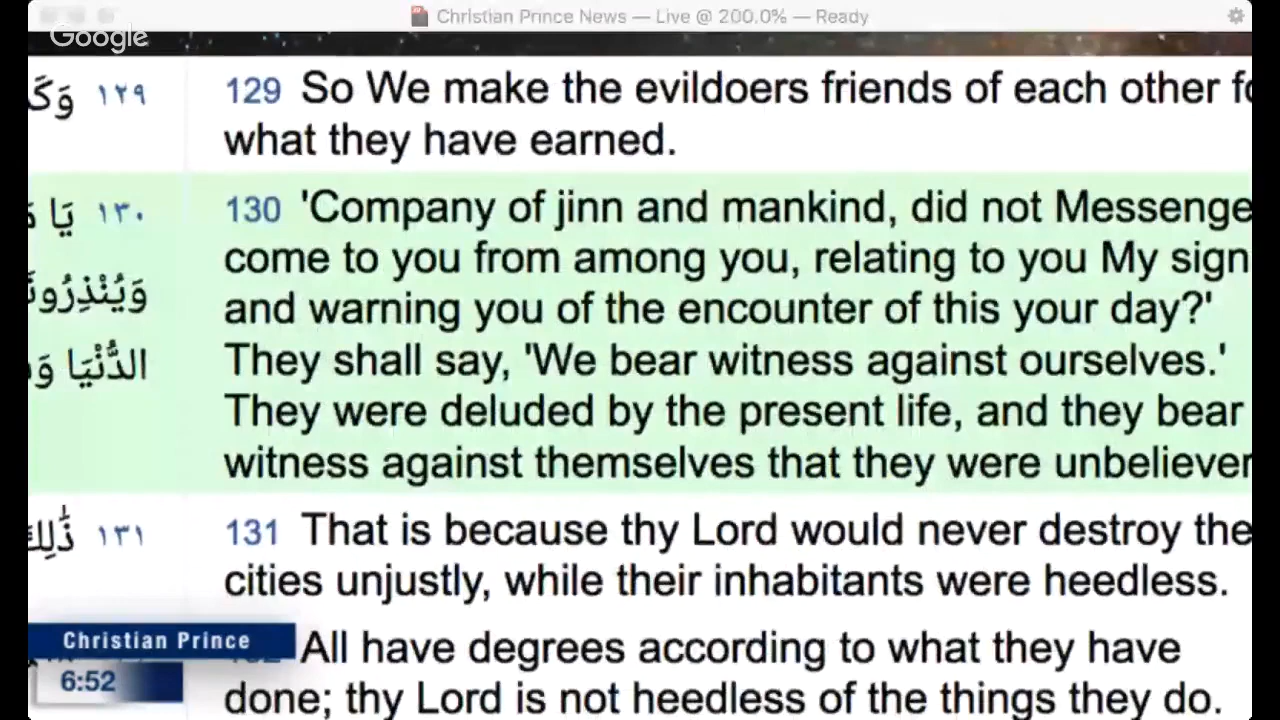 Christian Prince News — Live @ 200.0% — Ready
Google
١٢٩ 129 So We make the evildoers friends of each other
what they have earned.
يَا ١٣٠ 130 'Company of jinn and mankind, did not Messenge
come to you from among you, relating to you My sign
and warning you of the encounter of this your day?'
الدُّنْيَا They shall say, 'We bear witness against ourselves.'
They were deluded by the present life, and they bear
witness against themselves that they were unbeliever
ذَٰلِكَ ١٣١ 131 That is because thy Lord would never destroy the
cities unjustly, while their inhabitants were heedless.
Christian Prince
All have degrees according to what they have
6:52
done; thy Lord is not heedless of the things they do.